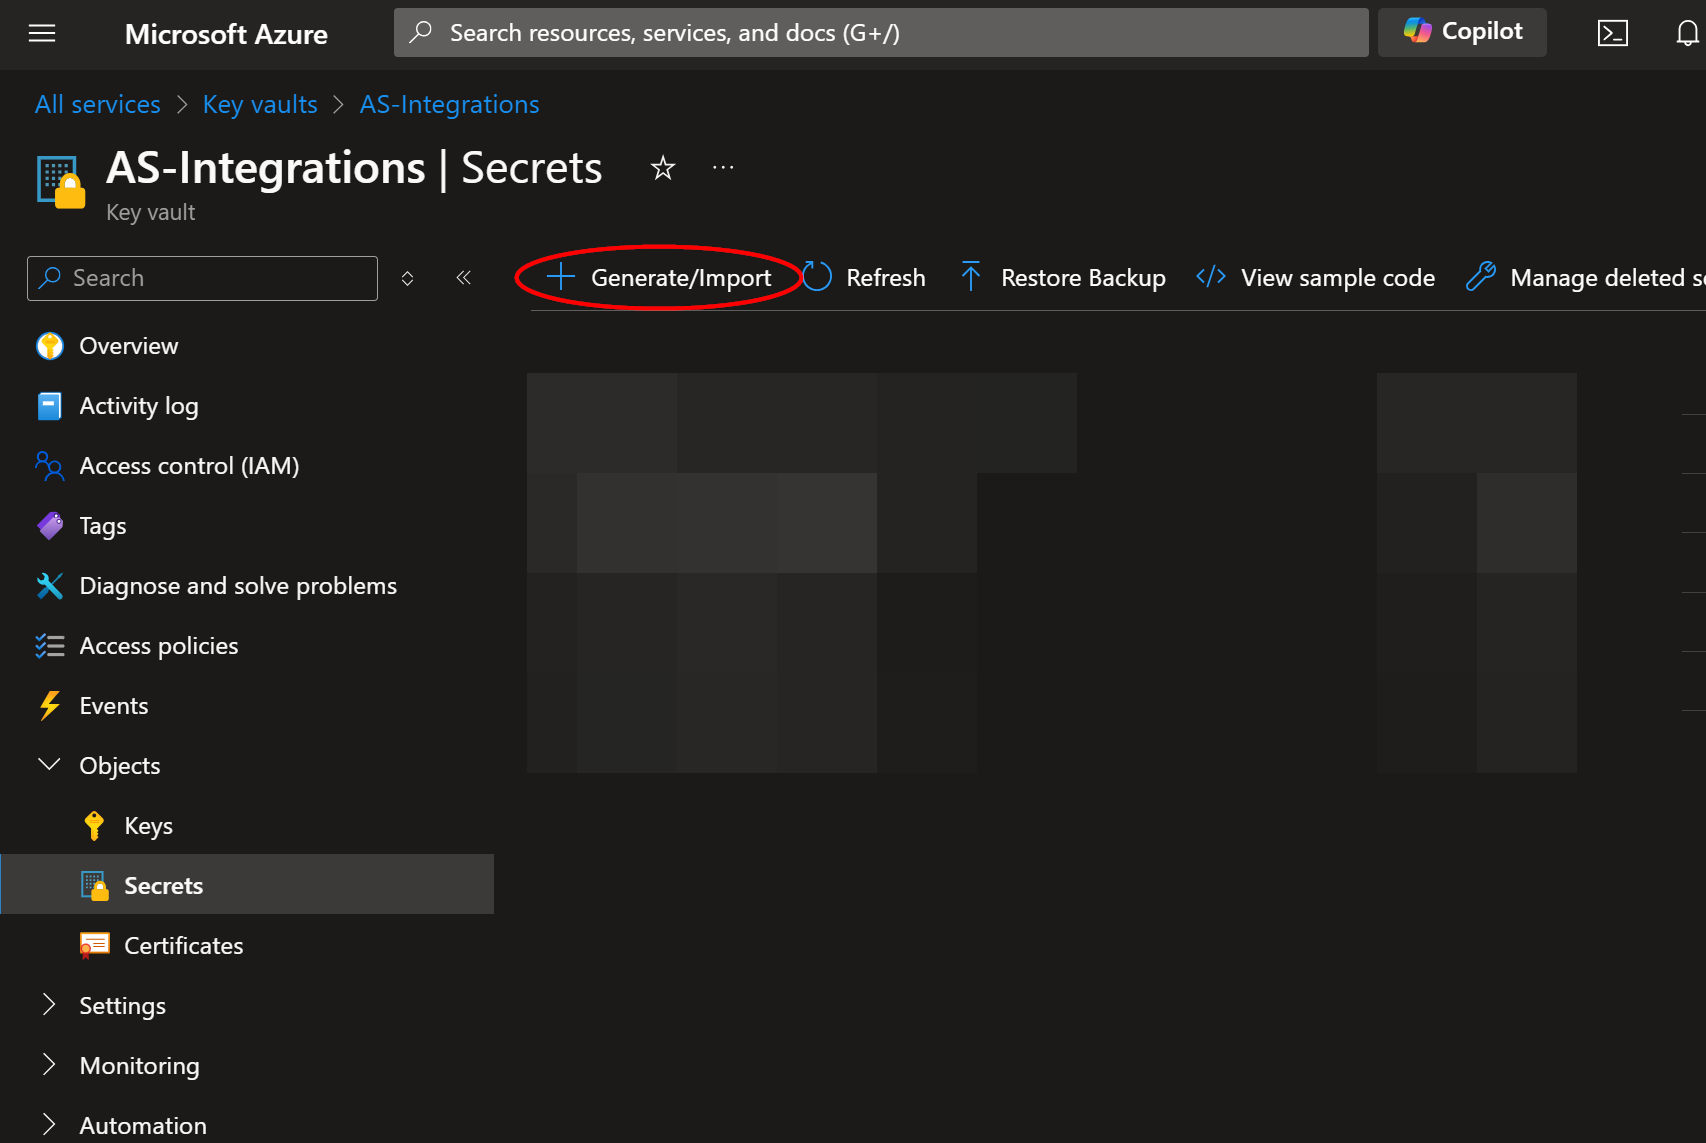 Microsoft Azure
Search resources, services, and docs (G+/)
Copilot
All services > Key vaults > AS-Integrations
AS-Integrations | Secrets
Key vault
Search
Generate/Import
Refresh
Restore Backup
View sample code
Manage deleted
Overview
Activity log
Access control (IAM)
Tags
Diagnose and solve problems
Access policies
Events
Objects
Keys
Secrets
Certificates
Settings
Monitoring
Automation